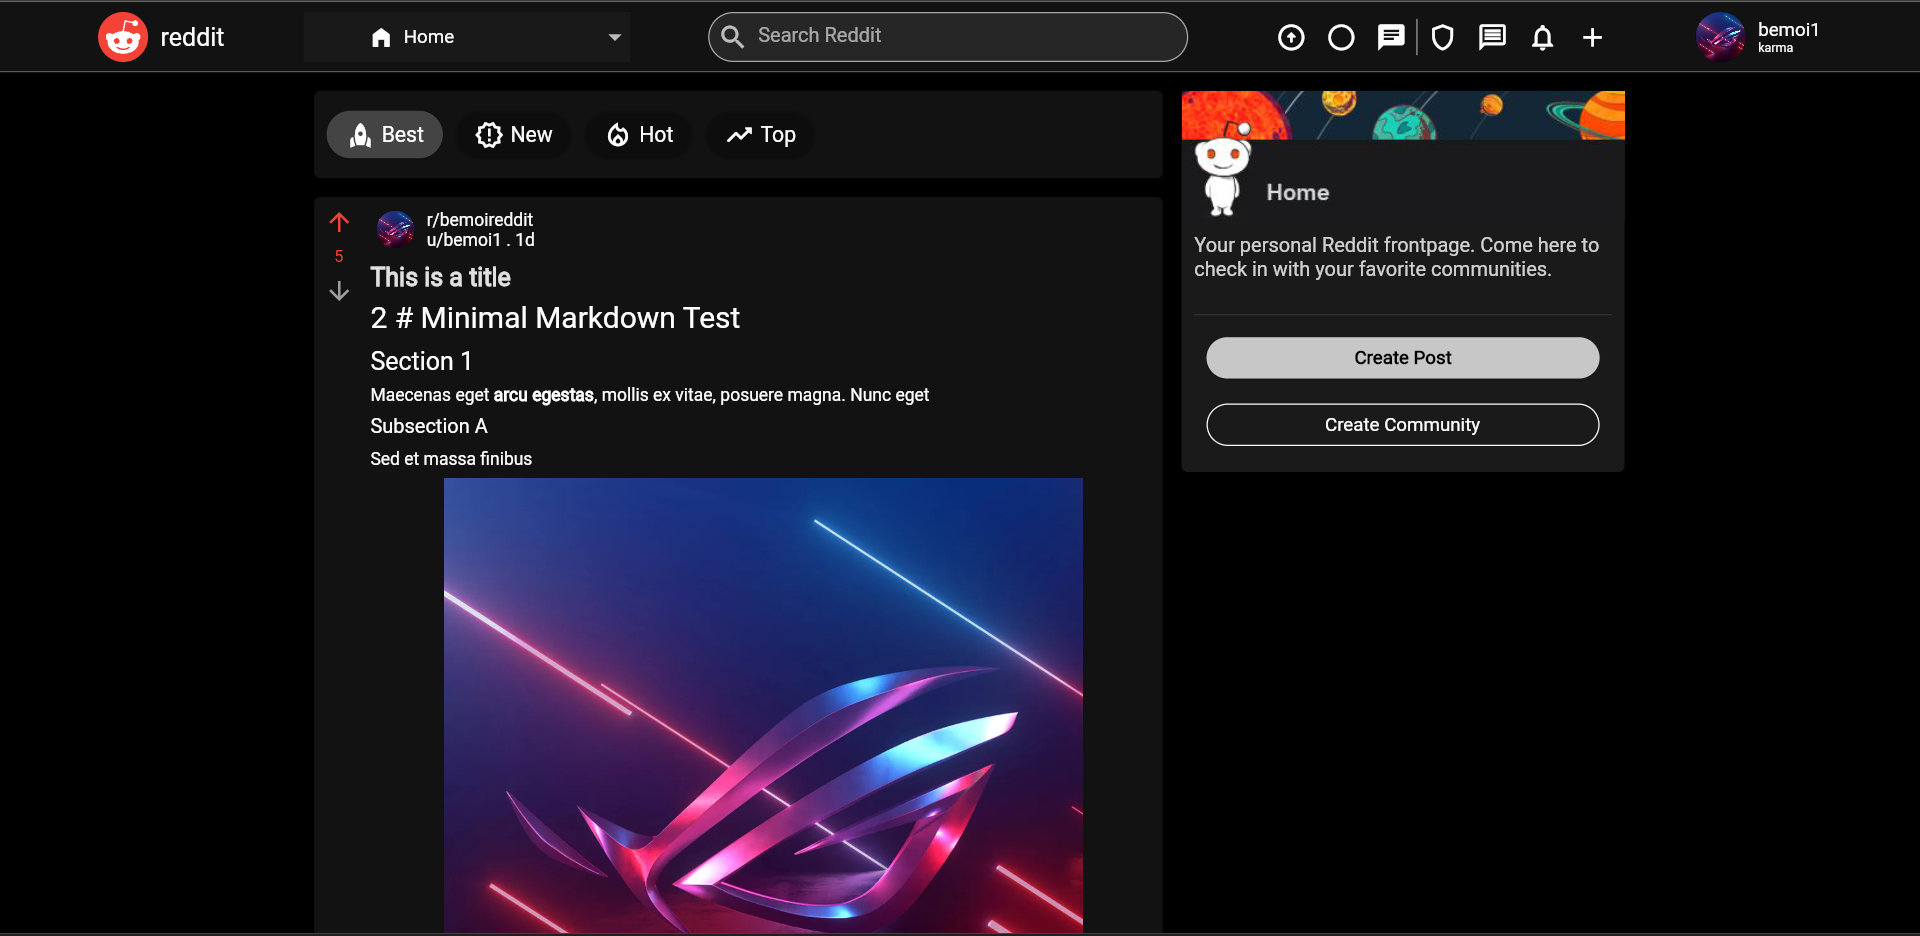 reddit
Home
Search Reddit
bemoi1
karma
Best
New
Hot
Top
r/bemoireddit
u/bemoi1 . 1d
5
This is a title
2 # Minimal Markdown Test
Section 1
Maecenas eget arcu egestas, mollis ex vitae, posuere magna. Nunc eget
Subsection A
Sed et massa finibus
Home
Your personal Reddit frontpage. Come here to
check in with your favorite communities.
Create Post
Create Community